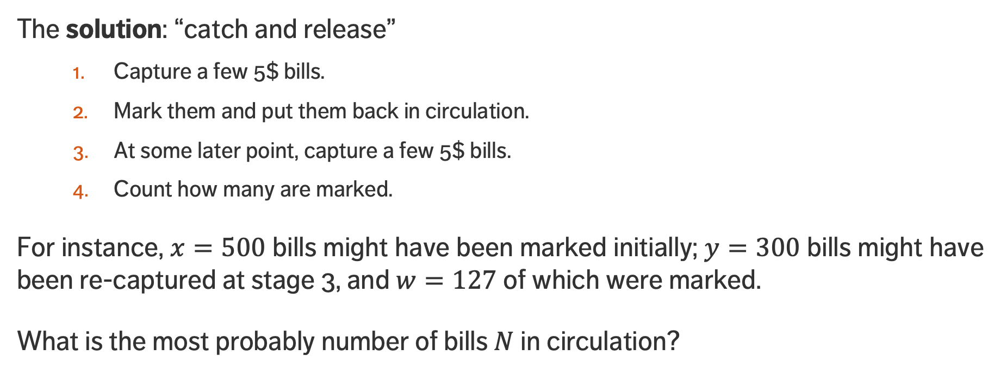 The solution: “catch and release”
1. Capture a few 5$ bills.
2. Mark them and put them back in circulation.
3. At some later point, capture a few 5$ bills.
4. Count how many are marked.
For instance, x = 500 bills might have been marked initially; y = 300 bills might have
been re-captured at stage 3, and w = 127 of which were marked.
What is the most probably number of bills N in circulation?